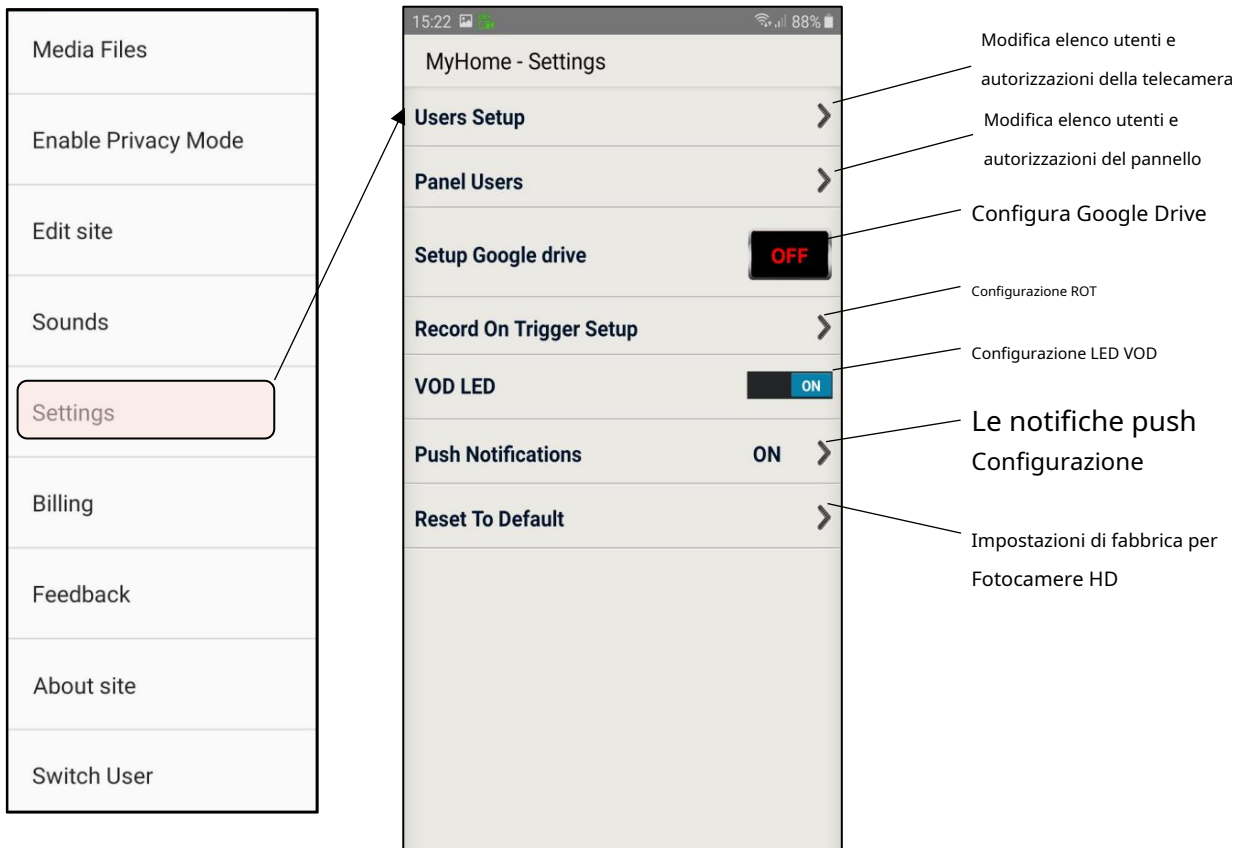 Media Files
Enable Privacy Mode
Edit site
Sounds
Settings
Billing
Feedback
About site
Switch User
15:22 88%
MyHome - Settings
Users Setup
Panel Users
Setup Google drive OFF
Record On Trigger Setup
VOD LED ON
Push Notifications ON
Reset To Default
Modifica elenco utenti e
autorizzazioni della telecamera
Modifica elenco utenti e
autorizzazioni del pannello
Configura Google Drive
Configurazione ROT
Configurazione LED VOD
Le notifiche push
Configurazione
Impostazioni di fabbrica per
Fotocamere HD